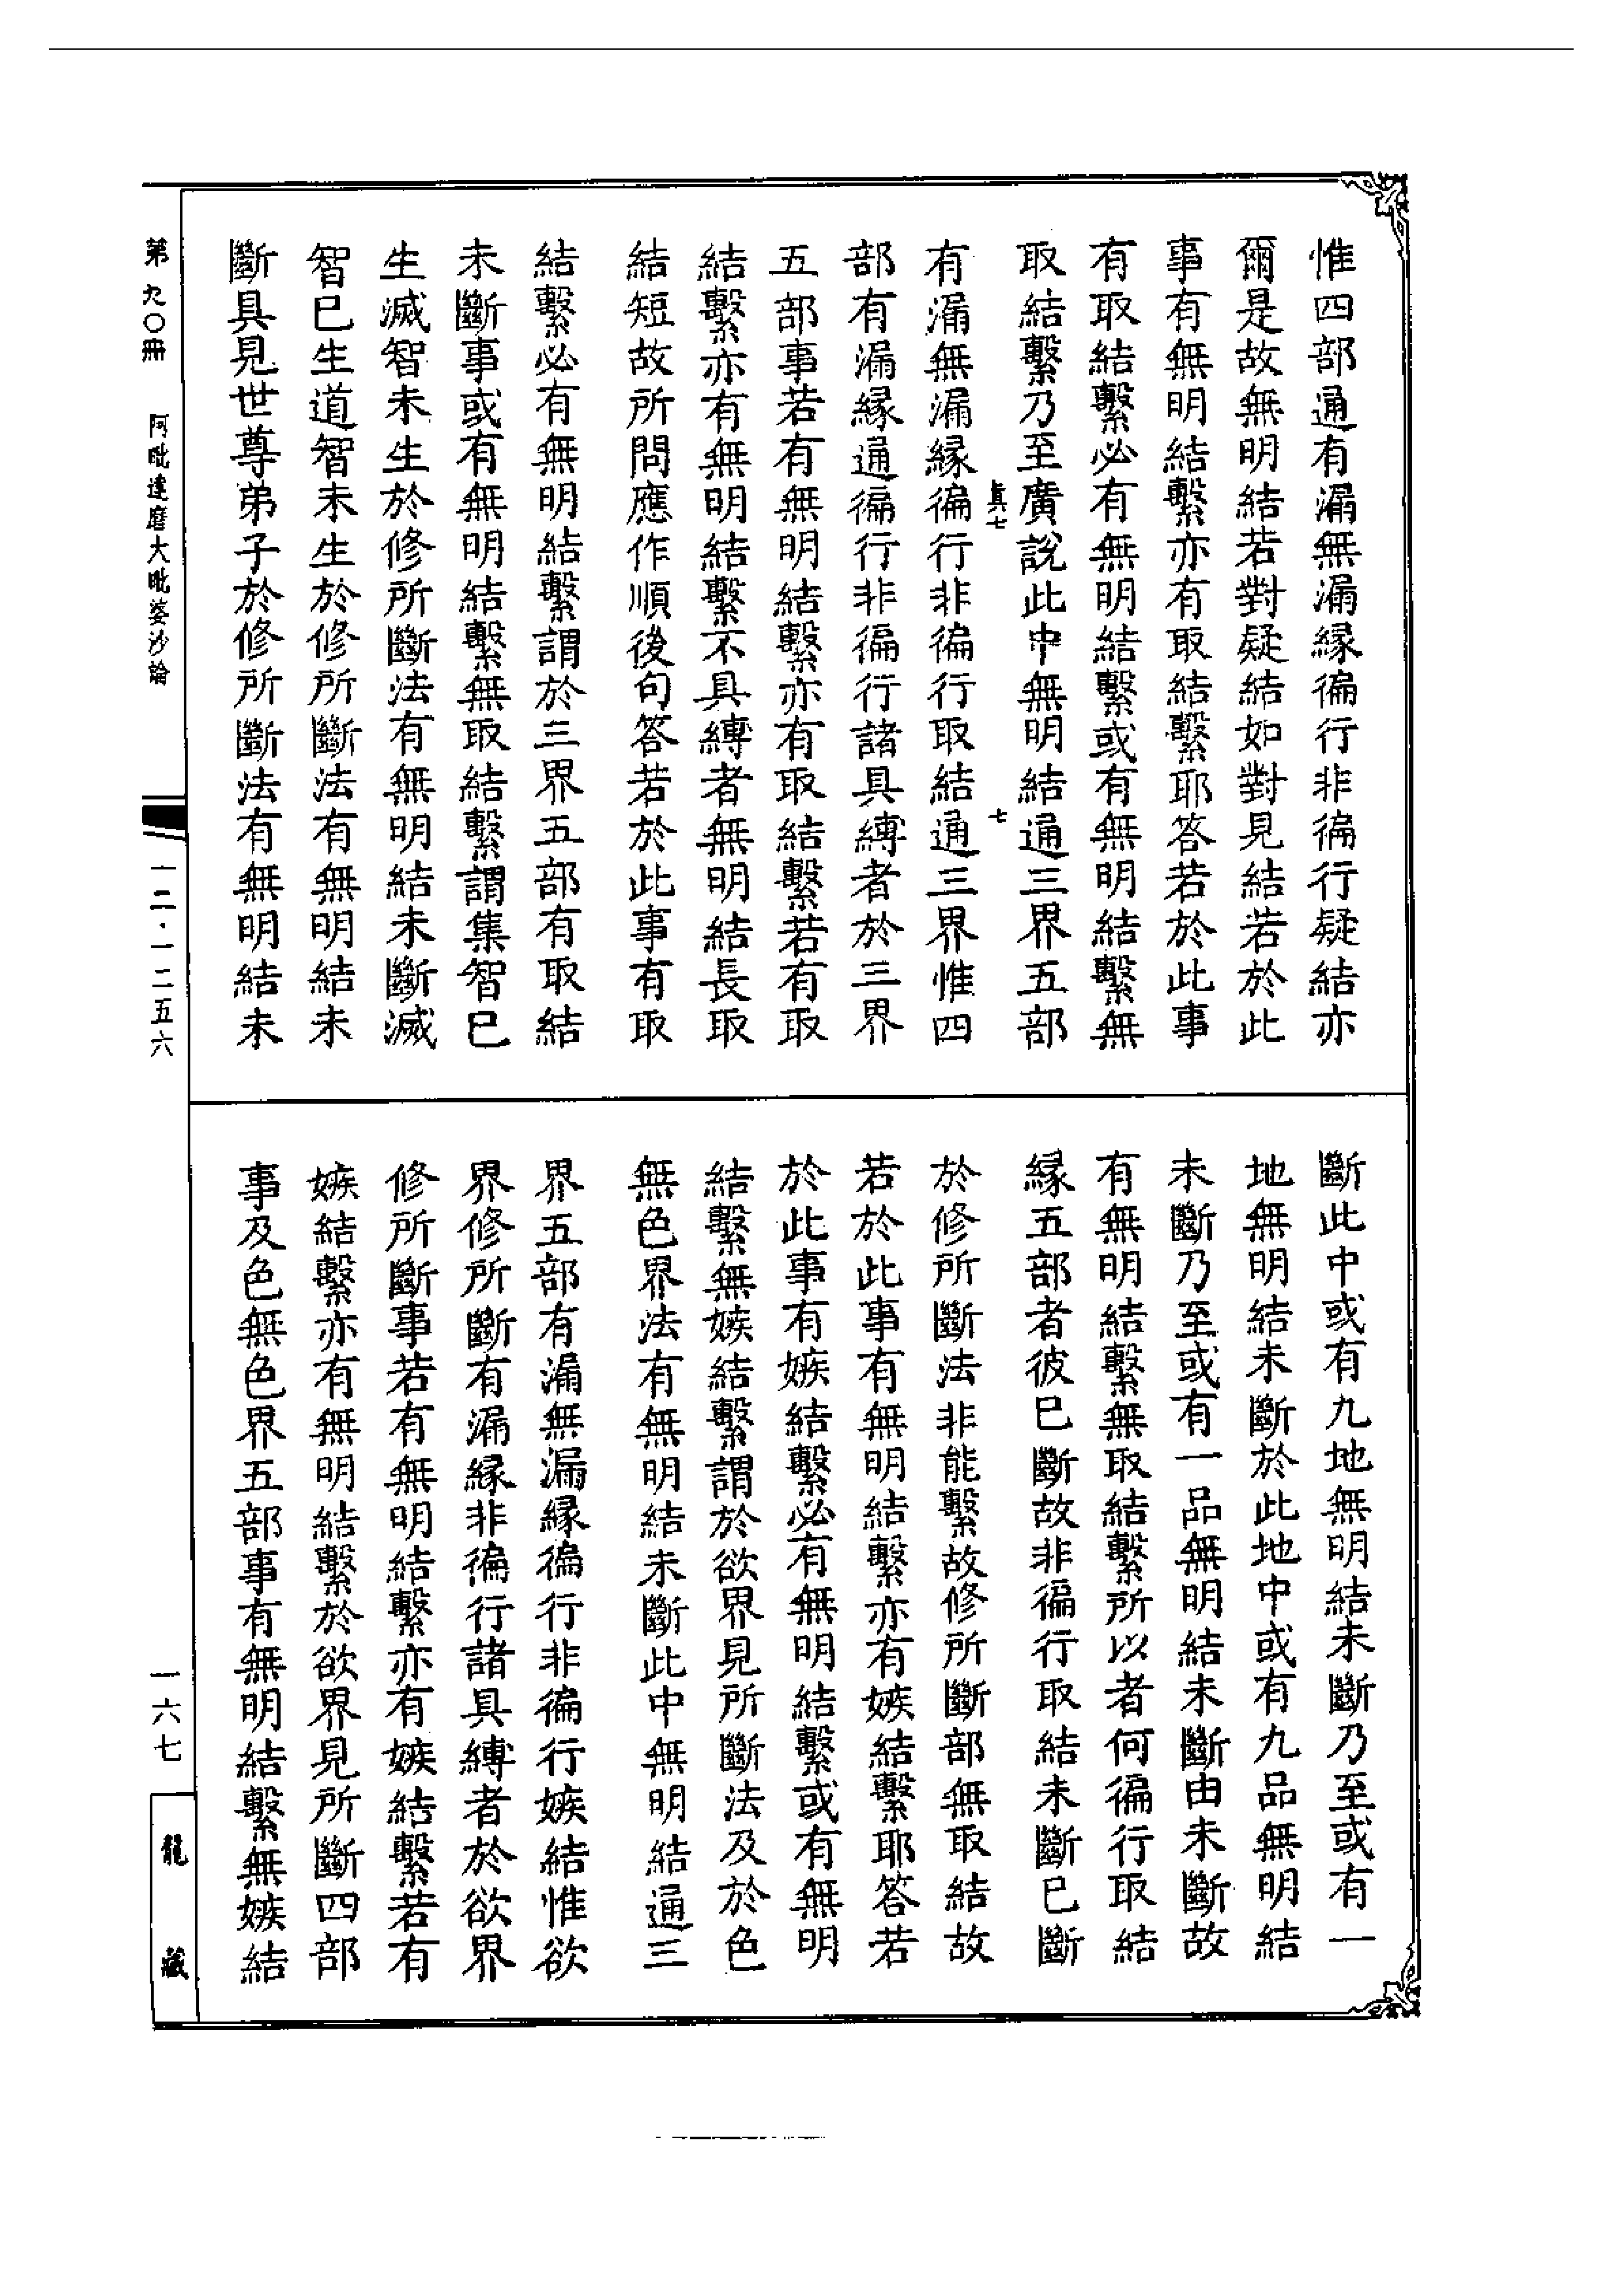 惟四部通有漏無漏緣徧行非徧行疑結亦
爾是故無明結若對疑結如對見結若於此
事有無明結繫亦有取結繫耶答若於此事
有取結繫必有無明結繫或有無明結繫無
取結繫乃至廣說此中無明結通三界五部
真七 七
有漏無漏緣徧行非徧行取結通三界惟四
部有漏緣通徧行非徧行諸具縛者於三界
五部事若有無明結繫亦有取結繫若有取
結繫亦有無明結繫不具縛者無明結長取
結短故所問應作順後句答若於此事有取
結繫必有無明結繫謂於三界五部有取結
未斷事或有無明結繫無取結繫謂集智已
生滅智未生於修所斷法有無明結未斷滅
智已生道智未生於修所斷法有無明結未
斷具見世尊弟子於修所斷法有無明結未
斷此中或有九地無明結未斷乃至或有一
地無明結未斷於此地中或有九品無明結
未斷乃至或有一品無明結未斷由未斷故
有無明結繫無取結繫所以者何徧行取結
緣五部者彼已斷故非徧行取結未斷已斷
於修所斷法非能繫故修所斷部無取結故
若於此事有無明結繫亦有嫉結繫耶答若
於此事有嫉結繫必有無明結繫或有無明
結繫無嫉結繫謂於欲界見所斷法及於色
無色界法有無明結未斷此中無明結通三
界五部有漏無漏緣徧行非徧行嫉結惟欲
界修所斷有漏緣非徧行諸具縛者於欲界
修所斷事若有無明結繫亦有嫉結繫若有
嫉結繫亦有無明結繫於欲界見所斷四部
事及色無色界五部事有無明結繫無嫉結
第九〇冊 阿毗達磨大毗婆沙論
一二·一二五六
一六七
龍藏